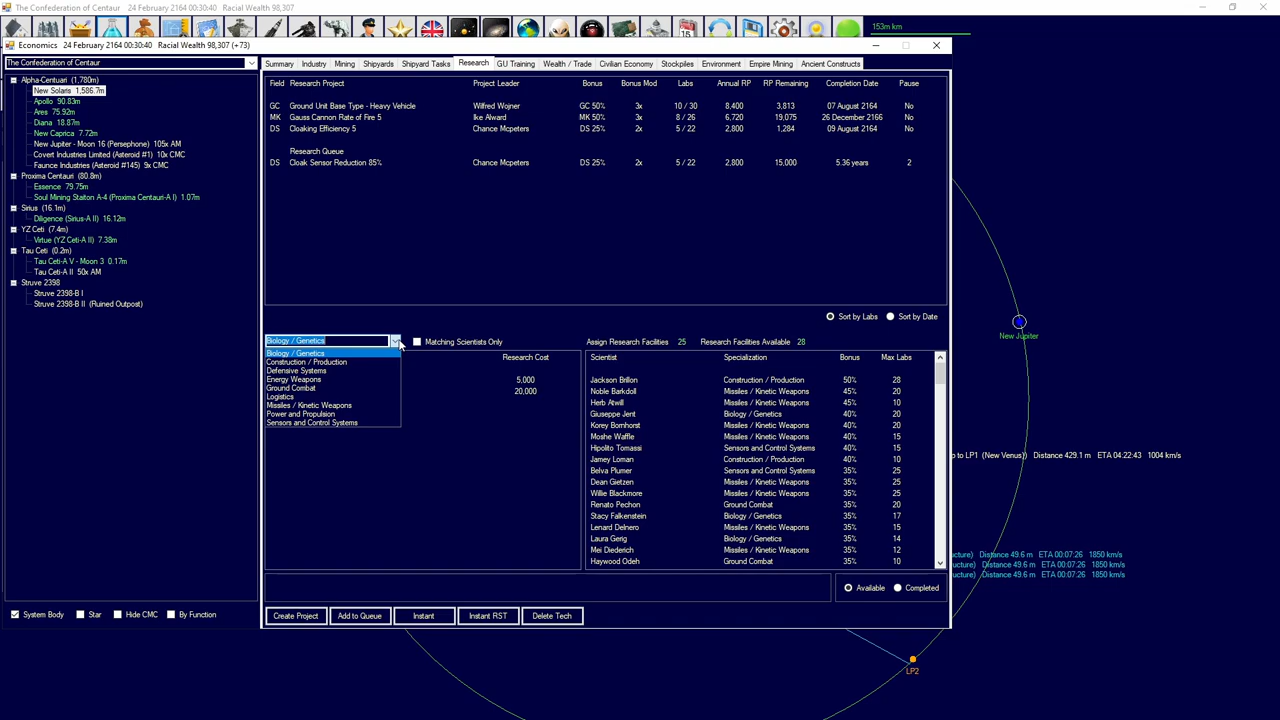 The Confederation of Centaur    24 February 2164 00:30:40    Racial Wealth 98,307
153m km
Economics    24 February 2164 00:30:40    Racial Wealth 98,307 (+73)
The Confederation of Centaur
Summary Industry Mining Shipyards Shipyard Tasks Research GU Training Wealth / Trade Civilian Economy Stockpiles Environment Empire Mining Ancient Constructs
Alpha-Centuari (1,780m)
New Solaris 1,586.7m
Apollo 90.83m
Ares 75.92m
Diana 18.87m
New Caprica 7.72m
New Jupiter - Moon 16 (Persephone) 105x AM
Covert Industries Limited (Asteroid #1) 10x CMC
Faunce Industries (Asteroid #145) 9x CMC
Proxima Centauri (80.8m)
Essence 79.75m
Soul Mining Staiton A-4 (Proxima Centauri-A I) 1.07m
Sirius (16.1m)
Diligence (Sirius-A II) 16.12m
YZ Ceti (7.4m)
Virtue (YZ Ceti-A II) 7.38m
Tau Ceti (0.2m)
Tau Ceti-A V - Moon 3 0.17m
Tau Ceti-A II 50x AM
Struve 2398
Struve 2398-B I
Struve 2398-B II (Ruined Outpost)
System Body Star Hide CMC By Function
Field Research Project Project Leader Bonus Bonus Mod Labs Annual RP RP Remaining Completion Date Pause
GC Ground Unit Base Type - Heavy Vehicle Wilfred Wojner GC 50% 3x 10 / 30 8,400 3,813 07 August 2164 No
MK Gauss Cannon Rate of Fire 5 Ike Alward MK 50% 3x 8 / 26 6,720 19,075 26 December 2166 No
DS Cloaking Efficiency 5 Chance Mcpeters DS 25% 2x 5 / 22 2,800 1,284 09 August 2164 No
Research Queue
DS Cloak Sensor Reduction 85% Chance Mcpeters DS 25% 2x 5 / 22 2,800 15,000 5.36 years 2
Sort by Labs Sort by Date
Biology / Genetics Matching Scientists Only Assign Research Facilities 25 Research Facilities Available 28
Biology / Genetics
Construction / Production
Defensive Systems
Energy Weapons
Ground Combat
Logistics
Missiles / Kinetic Weapons
Power and Propulsion
Sensors and Control Systems
Research Cost
5,000
20,000
Scientist Specialization Bonus Max Labs
Jackson Brillon Construction / Production 50% 28
Noble Barkdoll Missiles / Kinetic Weapons 45% 20
Herb Atwill Missiles / Kinetic Weapons 45% 10
Giuseppe Jent Biology / Genetics 40% 20
Korey Bornhorst Missiles / Kinetic Weapons 40% 20
Moshe Waffle Missiles / Kinetic Weapons 40% 15
Hipolito Tomassi Sensors and Control Systems 40% 15
Jamey Loman Construction / Production 40% 10
Belva Plumer Sensors and Control Systems 35% 25
Dean Gietzen Missiles / Kinetic Weapons 35% 25
Willie Blackmore Missiles / Kinetic Weapons 35% 25
Renato Pechon Ground Combat 35% 20
Stacy Falkenstein Biology / Genetics 35% 17
Lenard Delnero Missiles / Kinetic Weapons 35% 15
Laura Gerig Biology / Genetics 35% 14
Mei Diederich Missiles / Kinetic Weapons 35% 12
Haywood Odeh Ground Combat 35% 10
Available Completed
Create Project Add to Queue Instant Instant RST Delete Tech
New Jupiter
p to LP1 (New Venus)) Distance 429.1 m ETA 04:22:43 1004 km/s
ucture) Distance 49.6 m ETA 00:07:26 1850 km/s
ucture) Distance 49.6 m ETA 00:07:26 1850 km/s
ucture) Distance 49.6 m ETA 00:07:26 1850 km/s
LP2